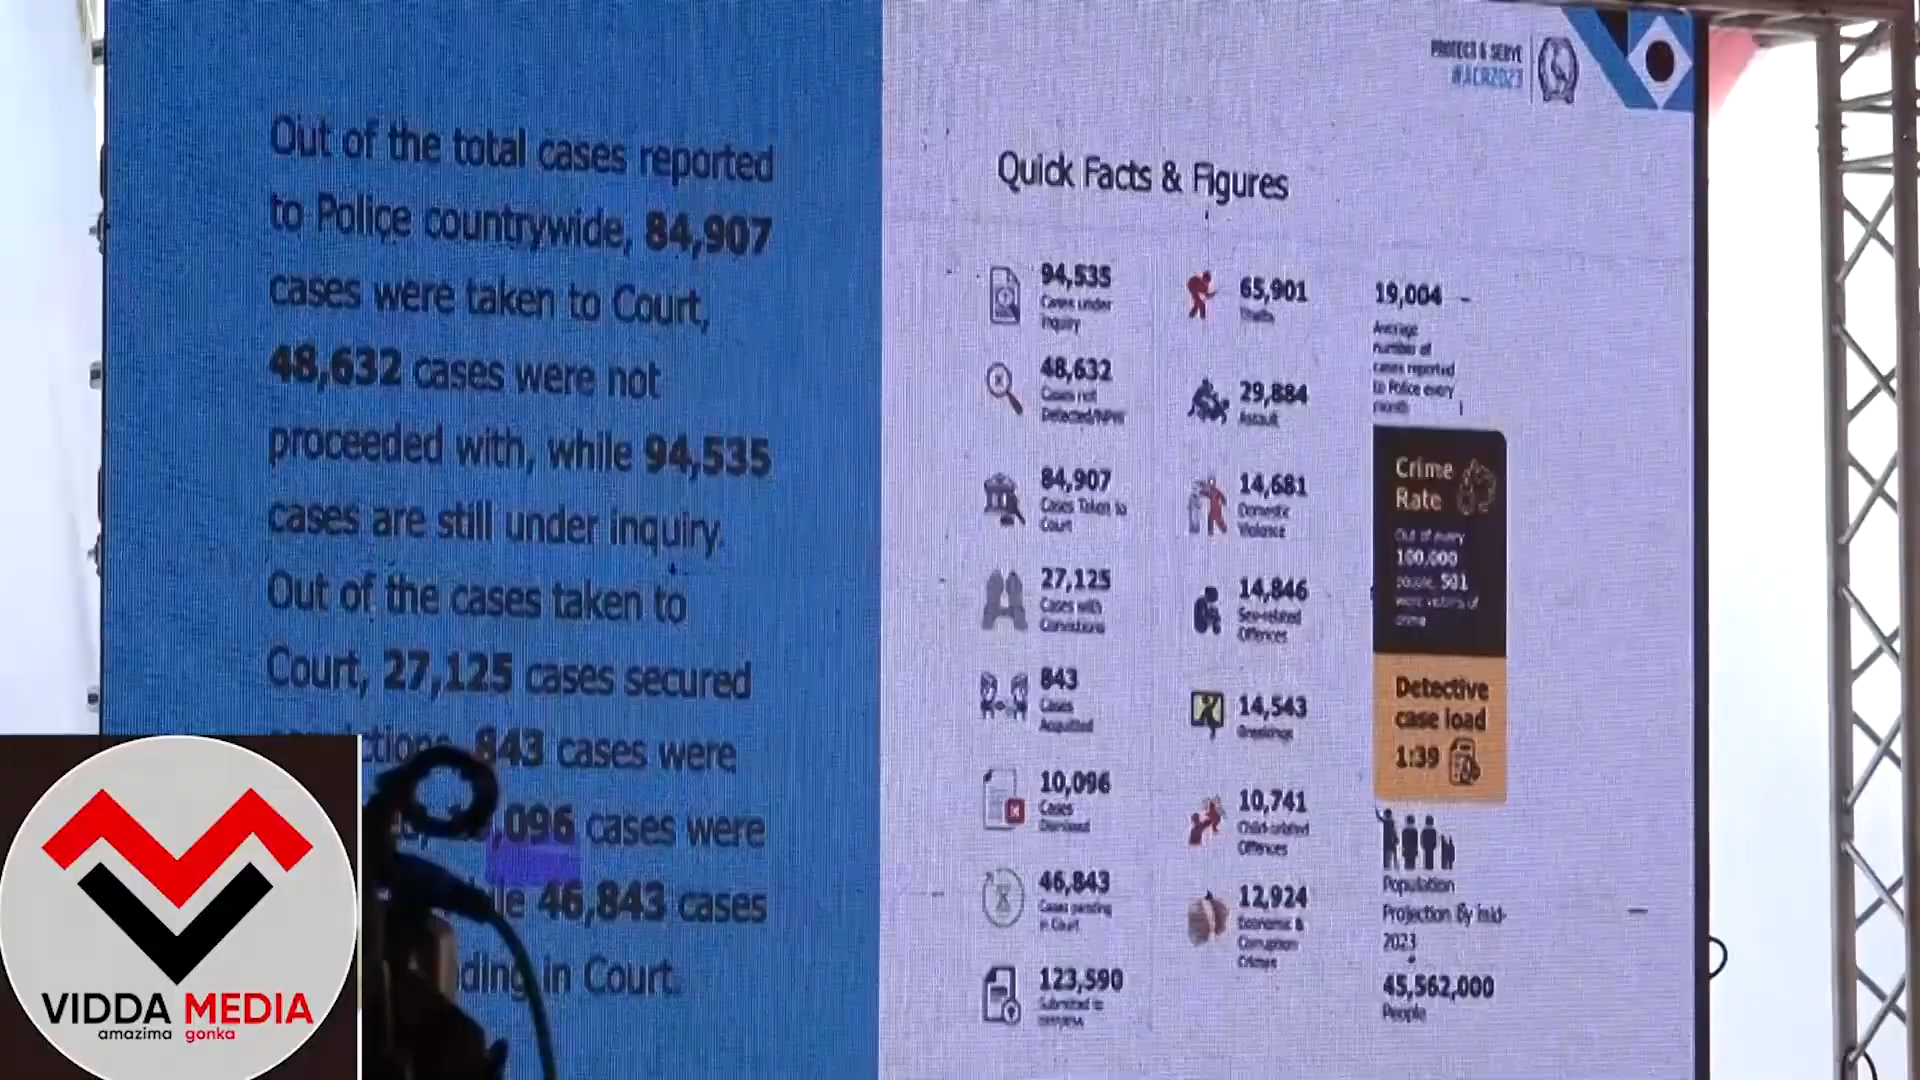 Out of the total cases reported
to Police countrywide, 84,907
cases were taken to Court,
48,632 cases were not
proceeded with, while 94,535
cases are still under inquiry.
Out of the cases taken to
Court, 27,125 cases secured
843 cases were
,096 cases were
46,843 cases
in Court.
PROTECT & SERVE
#ACR2023
Quick Facts & Figures
94,535
Cases under
Inquiry
48,632
Cases not
Detected/NPW
84,907
Cases Taken to
Court
27,125
Cases with
Convictions
843
Cases
Acquitted
10,096
Cases
Dismissed
46,843
Cases pending
in Court
123,590
Submitted to
65,901
Thefts
29,884
Assault
14,681
Domestic
Violence
14,846
Sex-related
Offences
14,543
Breakings
10,741
Child-related
Offences
12,924
Economic &
Corruption
Crimes
19,004
Average
number of
cases reported
to Police every
month
Crime
Rate
Out of every
100,000
people, 501
were victims of
crime
Detective
case load
1:39
Population
Projection By mid-
2023
45,562,000
People
VIDDA MEDIA
amazima gonka